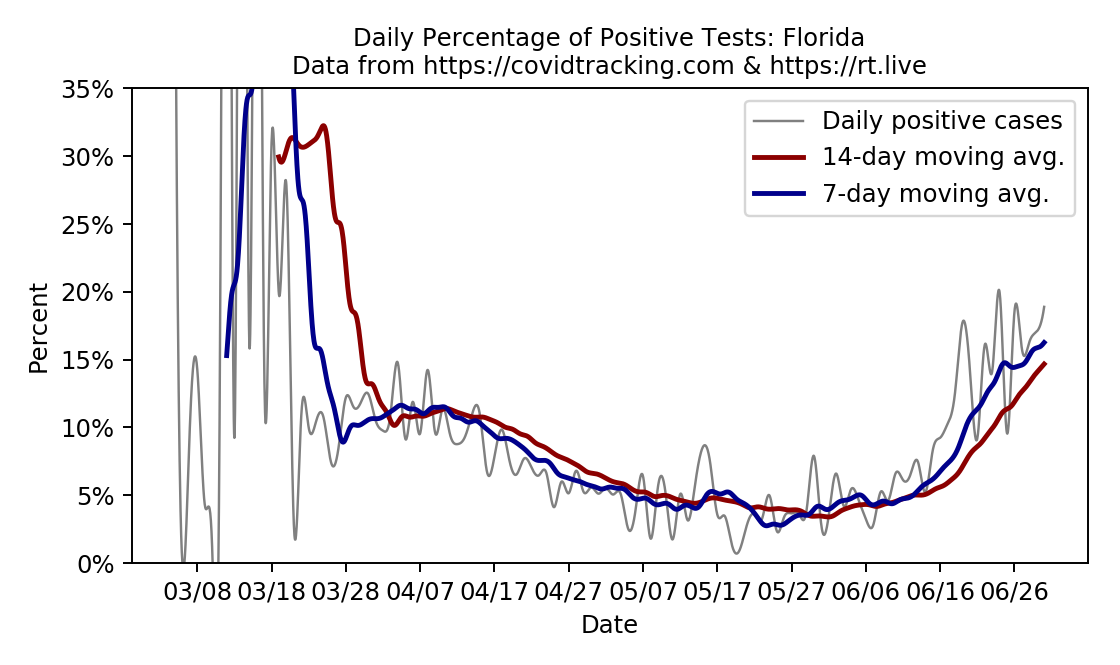 Daily Percentage of Positive Tests: Florida
Data from https://covidtracking.com & https://rt.live
35%
30%
25%
20%
15%
10%
5%
0%
Percent
Daily positive cases
14-day moving avg.
7-day moving avg.
03/08 03/18 03/28 04/07 04/17 04/27 05/07 05/17 05/27 06/06 06/16 06/26
Date